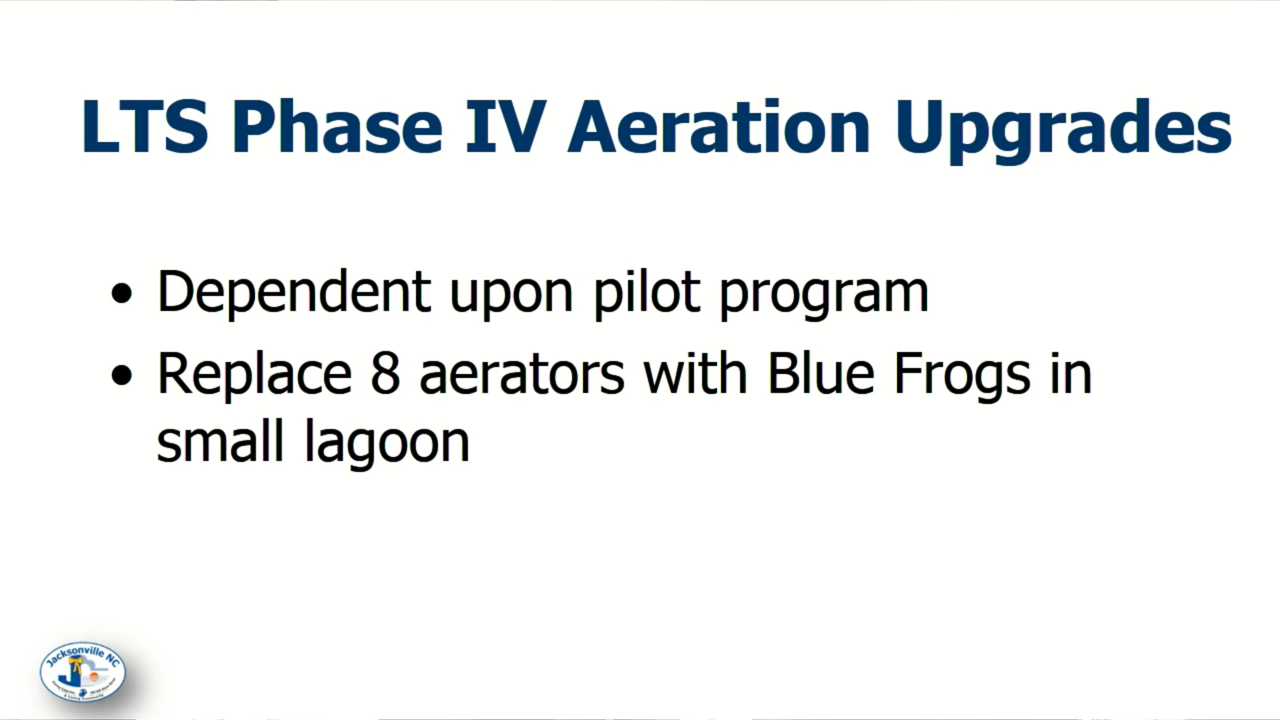 LTS Phase IV Aeration Upgrades
• Dependent upon pilot program
• Replace 8 aerators with Blue Frogs in
small lagoon
Jacksonville NC